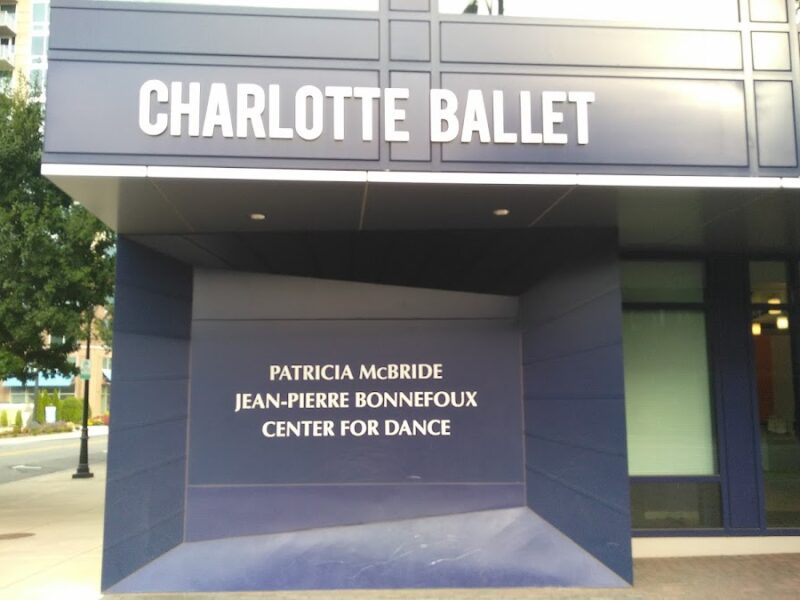 CHARLOTTE BALLET
PATRICIA McBRIDE
JEAN-PIERRE BONNEFOUX
CENTER FOR DANCE